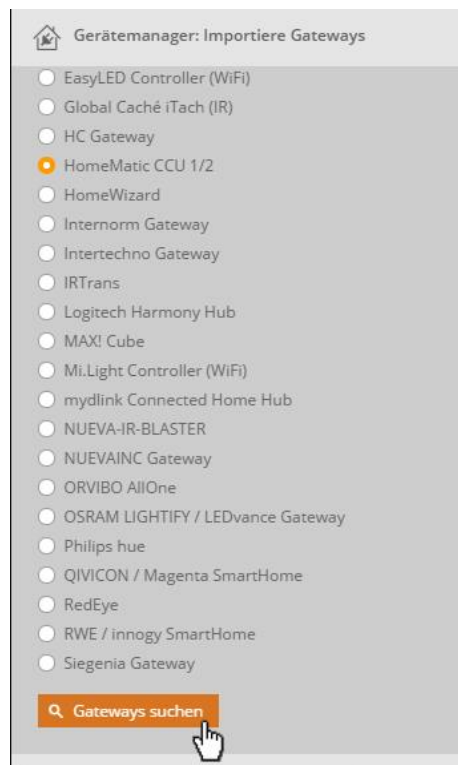 Gerätemanager: Importiere Gateways
EasyLED Controller (WiFi)
Global Caché iTach (IR)
HC Gateway
HomeMatic CCU 1/2
HomeWizard
Internorm Gateway
Intertechno Gateway
IRTrans
Logitech Harmony Hub
MAX! Cube
Mi.Light Controller (WiFi)
mydlink Connected Home Hub
NUEVA-IR-BLASTER
NUEVAINC Gateway
ORVIBO AllOne
OSRAM LIGHTIFY / LEDvance Gateway
Philips hue
QIVICON / Magenta SmartHome
RedEye
RWE / innogy SmartHome
Siegenia Gateway
Gateways suchen